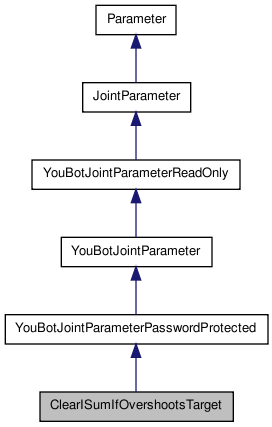 Parameter
JointParameter
YouBotJointParameterReadOnly
YouBotJointParameter
YouBotJointParameterPasswordProtected
ClearISumIfOvershootsTarget